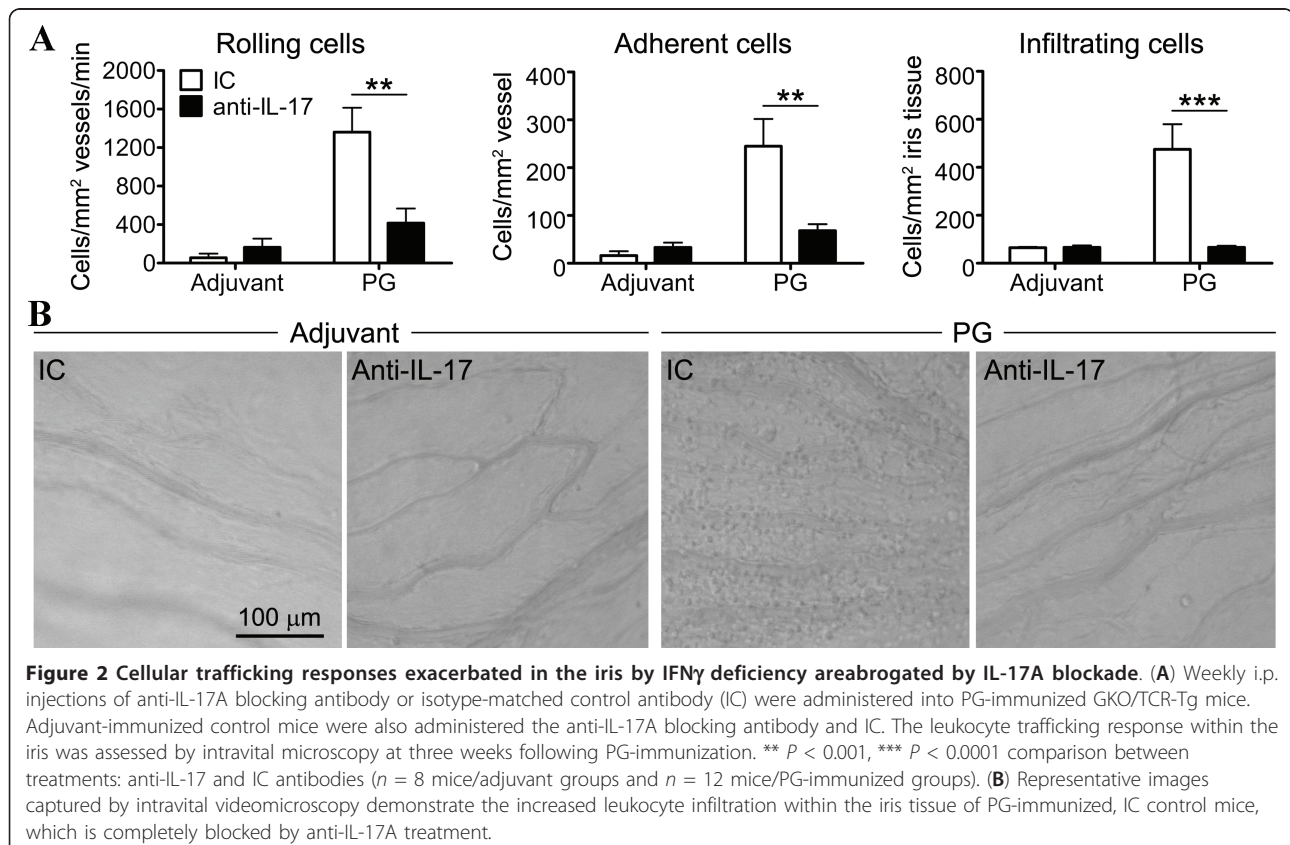 A
Rolling cells
Cells/mm² vessels/min
2000
1600
1200
800
400
0
IC
anti-IL-17
**
Adjuvant
PG
Adherent cells
Cells/mm² vessel
400
300
200
100
0
**
Adjuvant
PG
Infiltrating cells
Cells/mm² iris tissue
800
600
400
200
0
***
Adjuvant
PG
B
Adjuvant
PG
IC
Anti-IL-17
IC
Anti-IL-17
100 μm
Figure 2 Cellular trafficking responses exacerbated in the iris by IFNγ deficiency areabrogated by IL-17A blockade. (A) Weekly i.p.
injections of anti-IL-17A blocking antibody or isotype-matched control antibody (IC) were administered into PG-immunized GKO/TCR-Tg mice.
Adjuvant-immunized control mice were also administered the anti-IL-17A blocking antibody and IC. The leukocyte trafficking response within the
iris was assessed by intravital microscopy at three weeks following PG-immunization. ** P < 0.001, *** P < 0.0001 comparison between
treatments: anti-IL-17 and IC antibodies (n = 8 mice/adjuvant groups and n = 12 mice/PG-immunized groups). (B) Representative images
captured by intravital videomicroscopy demonstrate the increased leukocyte infiltration within the iris tissue of PG-immunized, IC control mice,
which is completely blocked by anti-IL-17A treatment.